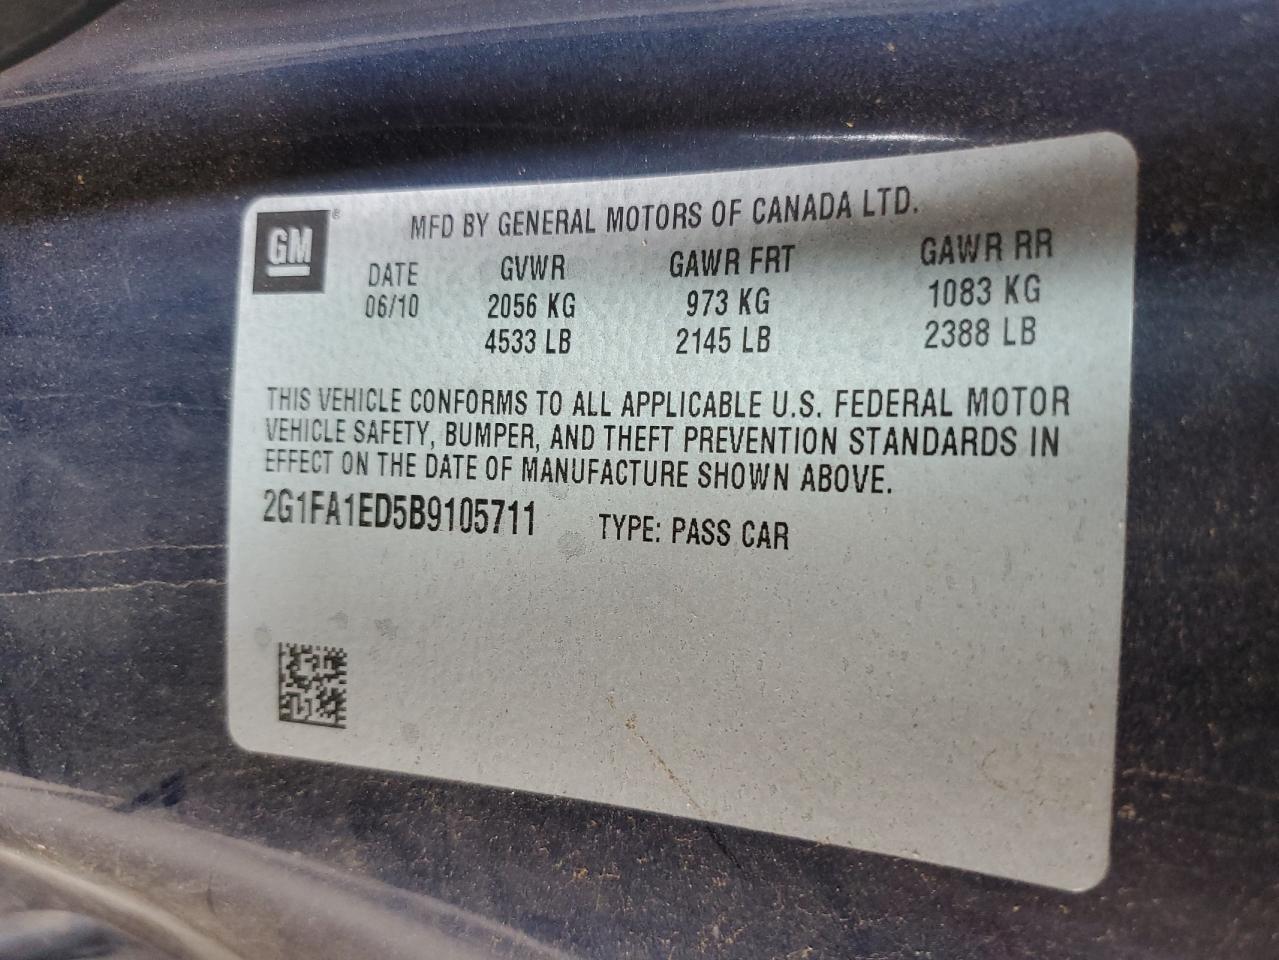 GM ®
MFD BY GENERAL MOTORS OF CANADA LTD.
DATE GVWR GAWR FRT GAWR RR
06/10 2056 KG 973 KG 1083 KG
4533 LB 2145 LB 2388 LB
THIS VEHICLE CONFORMS TO ALL APPLICABLE U.S. FEDERAL MOTOR
VEHICLE SAFETY, BUMPER, AND THEFT PREVENTION STANDARDS IN
EFFECT ON THE DATE OF MANUFACTURE SHOWN ABOVE.
2G1FA1ED5B9105711 TYPE: PASS CAR